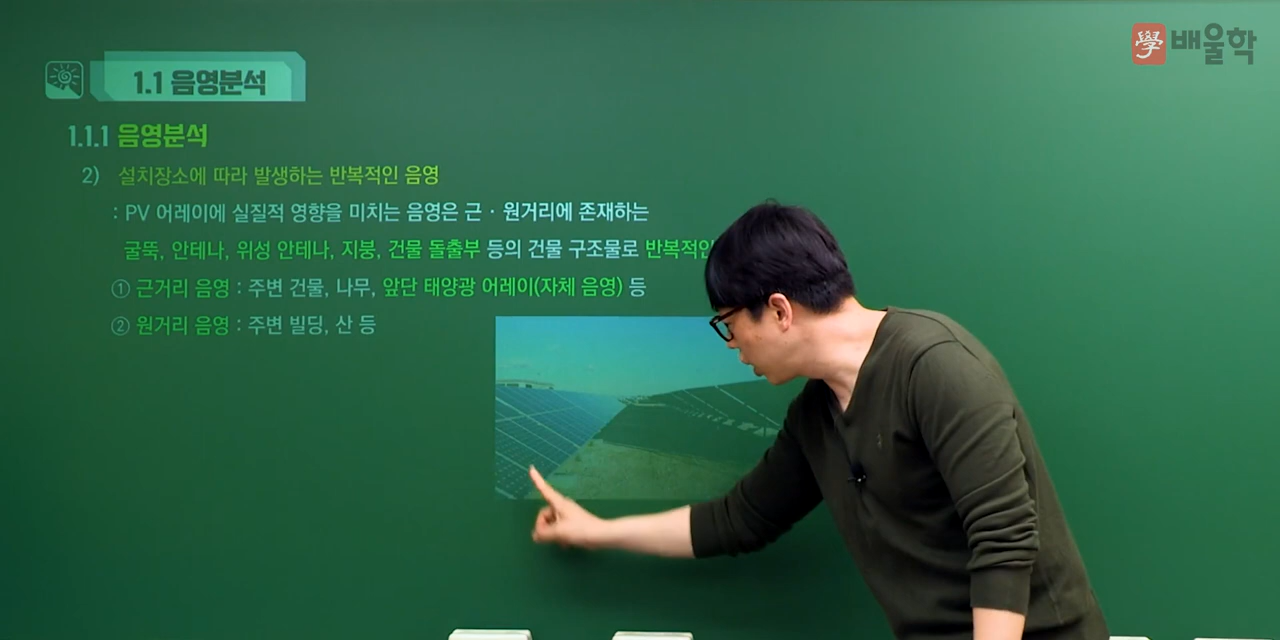 學 배울학
1.1 음영분석
1.1.1 음영분석
2) 설치장소에 따라 발생하는 반복적인 음영
: PV 어레이에 실질적 영향을 미치는 음영은 근 · 원거리에 존재하는
굴뚝, 안테나, 위성 안테나, 지붕, 건물 돌출부 등의 건물 구조물로 반복적인
① 근거리 음영 : 주변 건물, 나무, 앞단 태양광 어레이(자체 음영) 등
② 원거리 음영 : 주변 빌딩, 산 등